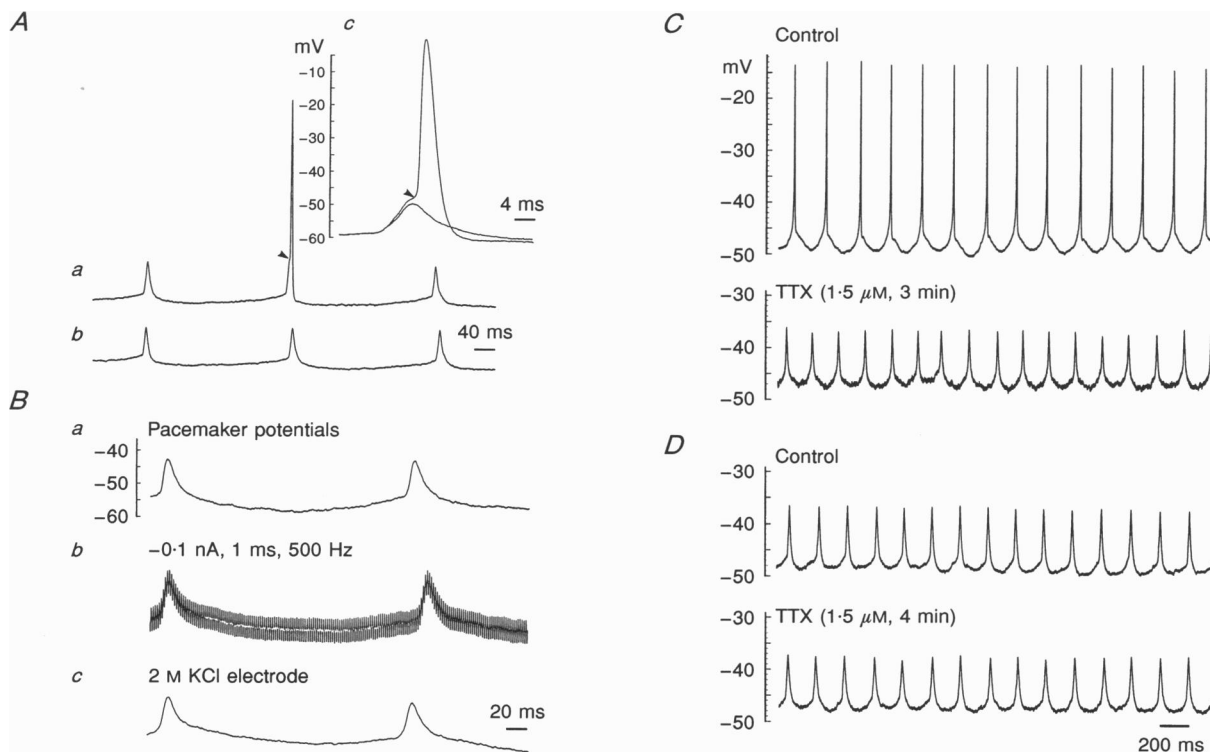 A
c
mV
−5
−10
−20
−30
−40
−50
−60
4 ms
a
b
40 ms
B
a Pacemaker potentials
−40
−50
−60
b −0·1 nA, 1 ms, 500 Hz
c 2 M KCl electrode
20 ms
C
Control
mV
−20
−30
−40
−50
TTX (1·5 μM, 3 min)
−30
−40
−50
D
Control
−30
−40
−50
TTX (1·5 μM, 4 min)
−30
−40
−50
200 ms